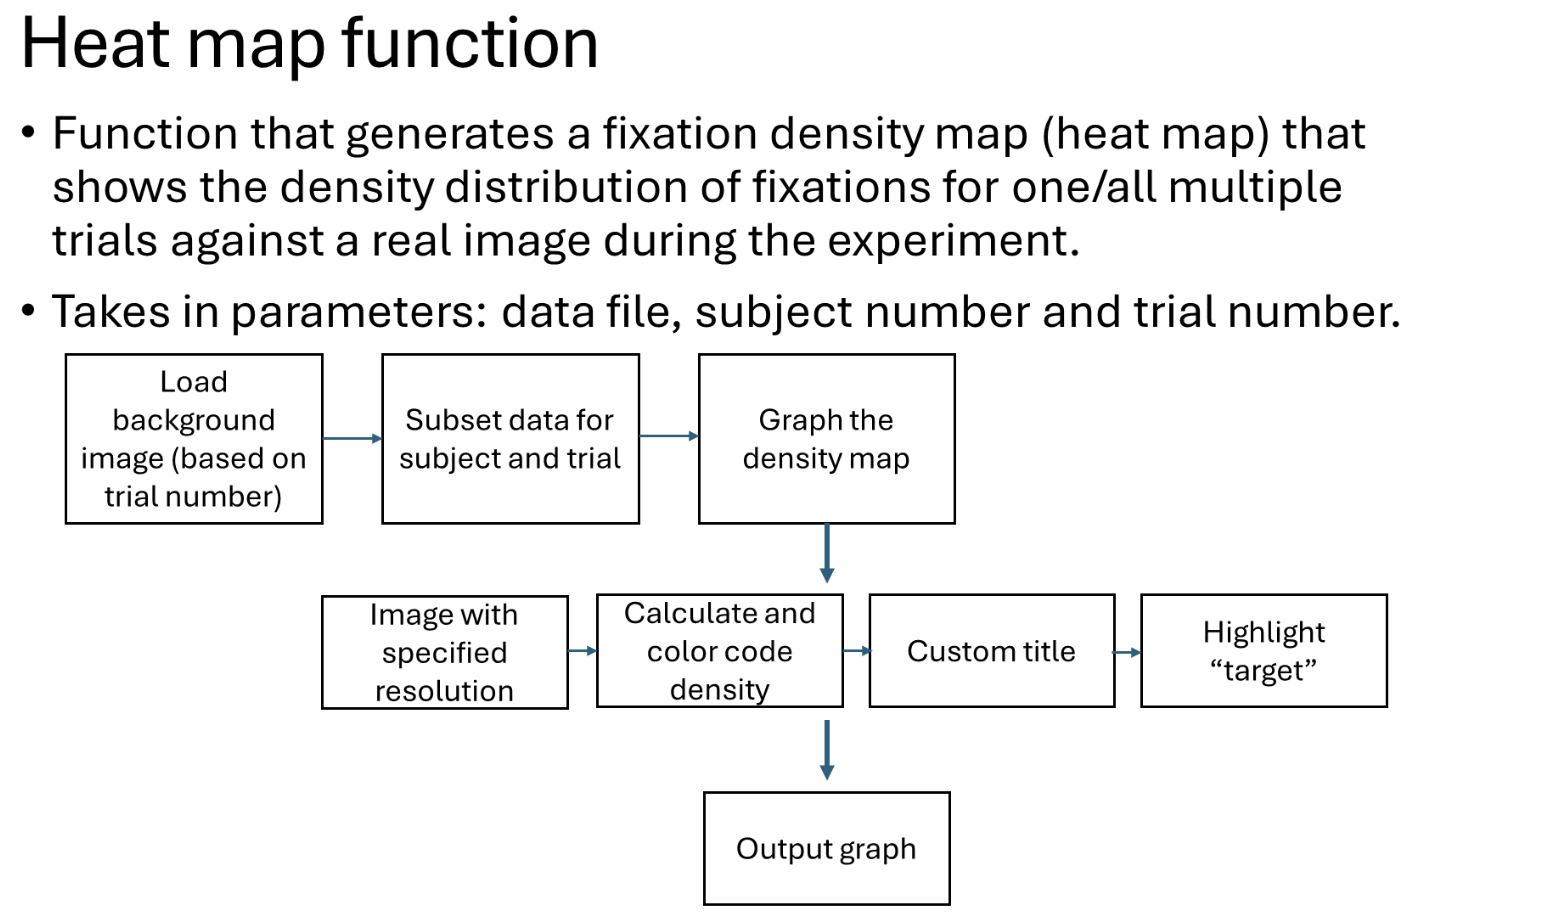 Heat map function
• Function that generates a fixation density map (heat map) that
shows the density distribution of fixations for one/all multiple
trials against a real image during the experiment.
• Takes in parameters: data file, subject number and trial number.
Load
background
image (based on
trial number)
Subset data for
subject and trial
Graph the
density map
Image with
specified
resolution
Calculate and
color code
density
Custom title
Highlight
“target”
Output graph